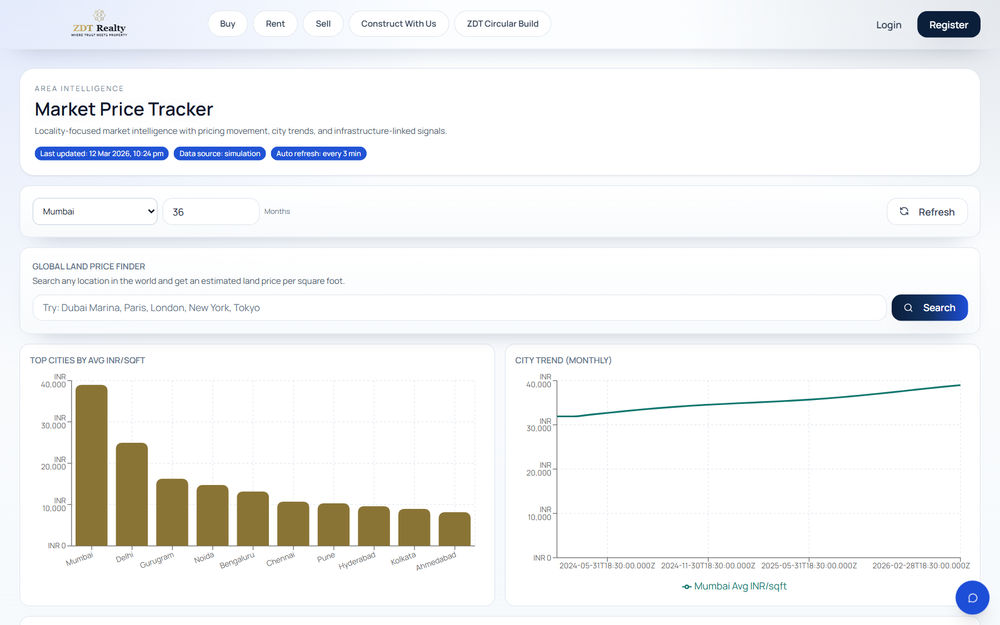 ZDT Realty
WHERE TRUST MEETS PROPERTY
Buy
Rent
Sell
Construct With Us
ZDT Circular Build
Login
Register
AREA INTELLIGENCE
Market Price Tracker
Locality-focused market intelligence with pricing movement, city trends, and infrastructure-linked signals.
Last updated: 12 Mar 2026, 10:24 pm
Data source: simulation
Auto refresh: every 3 min
Mumbai
36
Months
Refresh
GLOBAL LAND PRICE FINDER
Search any location in the world and get an estimated land price per square foot.
Try: Dubai Marina, Paris, London, New York, Tokyo
Search
TOP CITIES BY AVG INR/SQFT
INR
40,000
INR
30,000
INR
20,000
INR
10,000
INR 0
Mumbai
Delhi
Gurugram
Noida
Bengaluru
Chennai
Pune
Hyderabad
Kolkata
Ahmedabad
CITY TREND (MONTHLY)
INR
40,000
INR
30,000
INR
20,000
INR
10,000
INR 0
2024-05-31T18:30:00.000Z
2024-11-30T18:30:00.000Z
2025-05-31T18:30:00.000Z
2026-02-28T18:30:00.000Z
Mumbai Avg INR/sqft